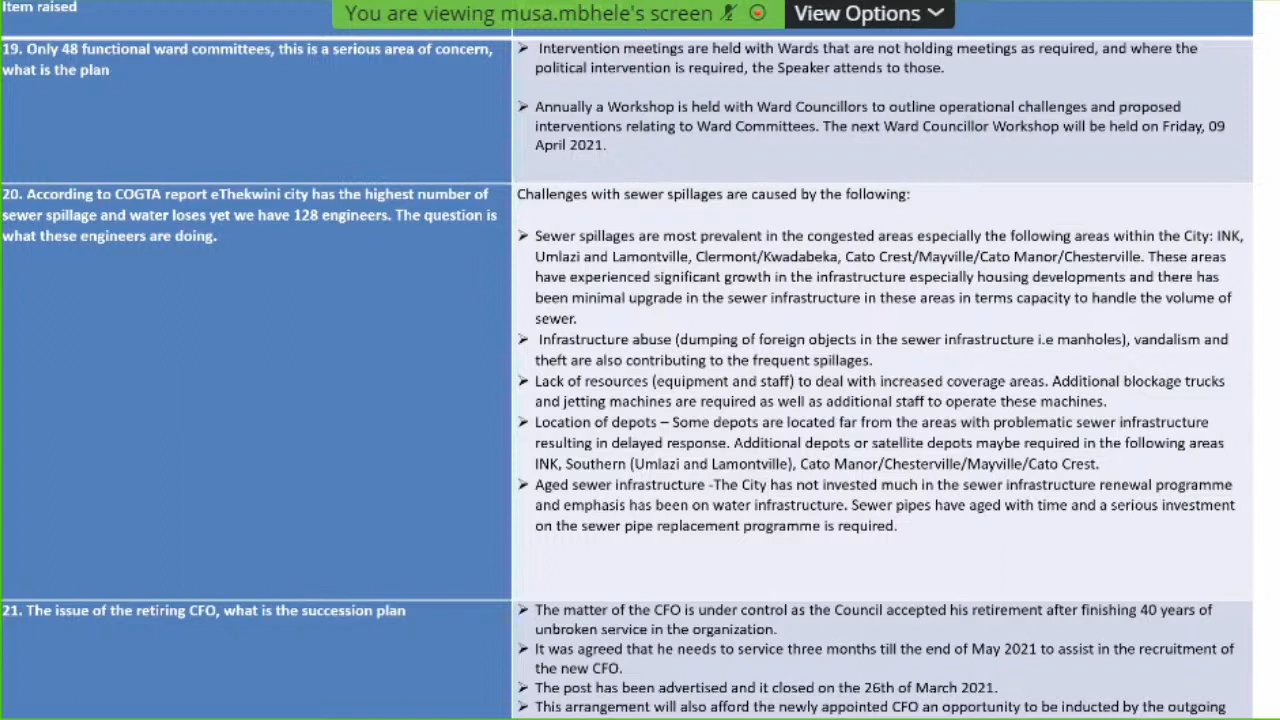 Item raised
You are viewing musa.mbhele's screen
View Options
19. Only 48 functional ward committees, this is a serious area of concern,
what is the plan
Intervention meetings are held with Wards that are not holding meetings as required, and where the
political intervention is required, the Speaker attends to those.
Annually a Workshop is held with Ward Councillors to outline operational challenges and proposed
interventions relating to Ward Committees. The next Ward Councillor Workshop will be held on Friday, 09
April 2021.
20. According to COGTA report eThekwini city has the highest number of
sewer spillage and water loses yet we have 128 engineers. The question is
what these engineers are doing.
Challenges with sewer spillages are caused by the following:
Sewer spillages are most prevalent in the congested areas especially the following areas within the City: INK,
Umlazi and Lamontville, Clermont/Kwadabeka, Cato Crest/Mayville/Cato Manor/Chesterville. These areas
have experienced significant growth in the infrastructure especially housing developments and there has
been minimal upgrade in the sewer infrastructure in these areas in terms capacity to handle the volume of
sewer.
Infrastructure abuse (dumping of foreign objects in the sewer infrastructure i.e manholes), vandalism and
theft are also contributing to the frequent spillages.
Lack of resources (equipment and staff) to deal with increased coverage areas. Additional blockage trucks
and jetting machines are required as well as additional staff to operate these machines.
Location of depots – Some depots are located far from the areas with problematic sewer infrastructure
resulting in delayed response. Additional depots or satellite depots maybe required in the following areas
INK, Southern (Umlazi and Lamontville), Cato Manor/Chesterville/Mayville/Cato Crest.
Aged sewer infrastructure -The City has not invested much in the sewer infrastructure renewal programme
and emphasis has been on water infrastructure. Sewer pipes have aged with time and a serious investment
on the sewer pipe replacement programme is required.
21. The issue of the retiring CFO, what is the succession plan
The matter of the CFO is under control as the Council accepted his retirement after finishing 40 years of
unbroken service in the organization.
It was agreed that he needs to service three months till the end of May 2021 to assist in the recruitment of
the new CFO.
The post has been advertised and it closed on the 26th of March 2021.
This arrangement will also afford the newly appointed CFO an opportunity to be inducted by the outgoing